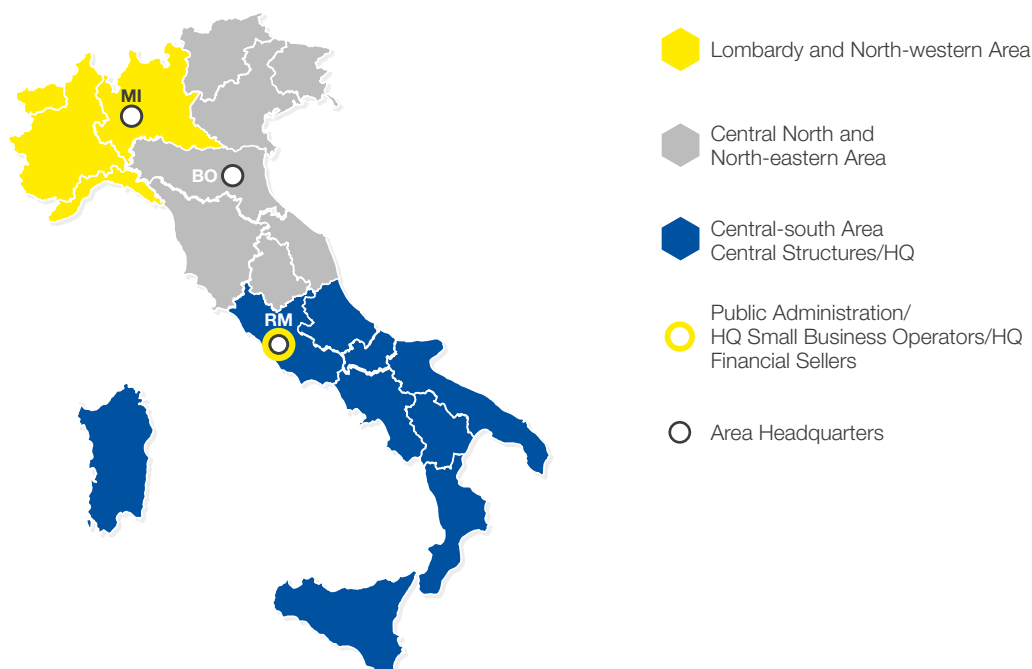 MI
BO
RM
Lombardy and North-western Area
Central North and
North-eastern Area
Central-south Area
Central Structures/HQ
Public Administration/
HQ Small Business Operators/HQ
Financial Sellers
Area Headquarters